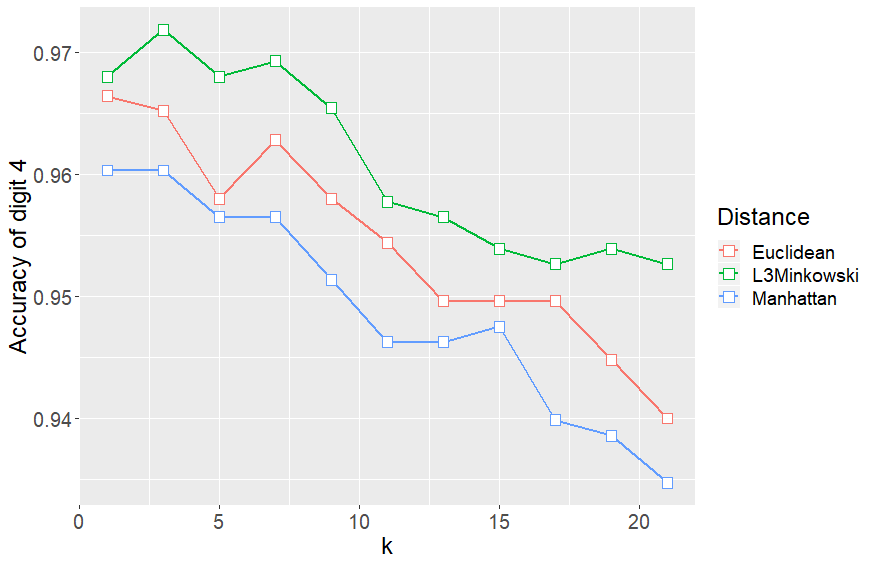 Accuracy of digit 4
0.97
0.96
0.95
0.94
0
5
10
15
20
k
Distance
Euclidean
L3Minkowski
Manhattan